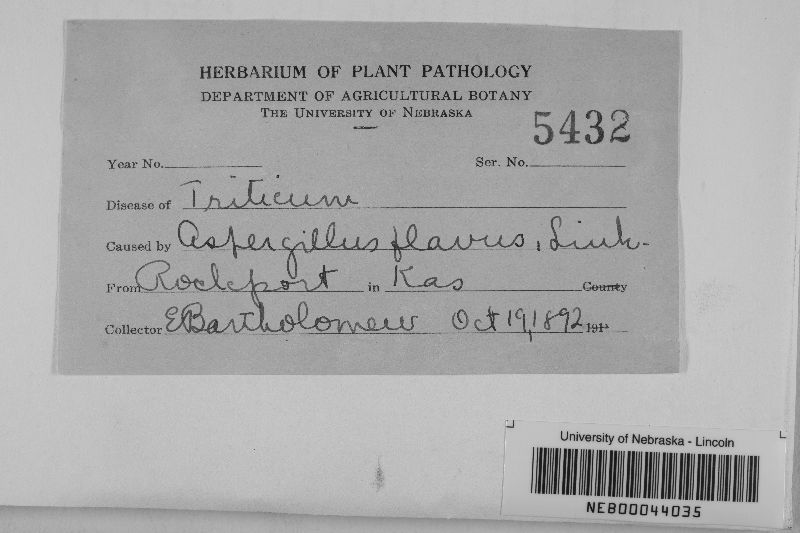 HERBARIUM OF PLANT PATHOLOGY
DEPARTMENT OF AGRICULTURAL BOTANY
THE UNIVERSITY OF NEBRASKA
5432
Year No. Ser. No.
Disease of Triticum
Caused by Aspergillus flavus, Link-
From Rockport in Kas County
Collector E Bartholomew Oct 19, 1892 191
University of Nebraska - Lincoln
NEB00044035